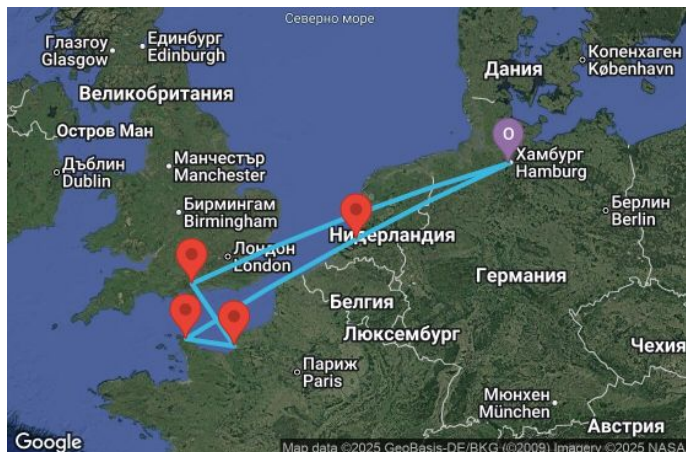 Северно море
Глазгоу
Glasgow
Единбург
Edinburgh
Копенхаген
København
Дания
Великобритания
Остров Ман
О
Хамбург
Hamburg
Дъблин
Dublin
Манчестър
Manchester
Бирмингам
Birmingham
Берлин
Berlin
Лондон
London
Нидерландия
Германия
Белгия
Люксембург
Чехия
Париж
Paris
Мюнхен
München
Австрия
Google
Map data ©2025 GeoBasis-DE/BKG (©2009) Imagery ©2025 NASA